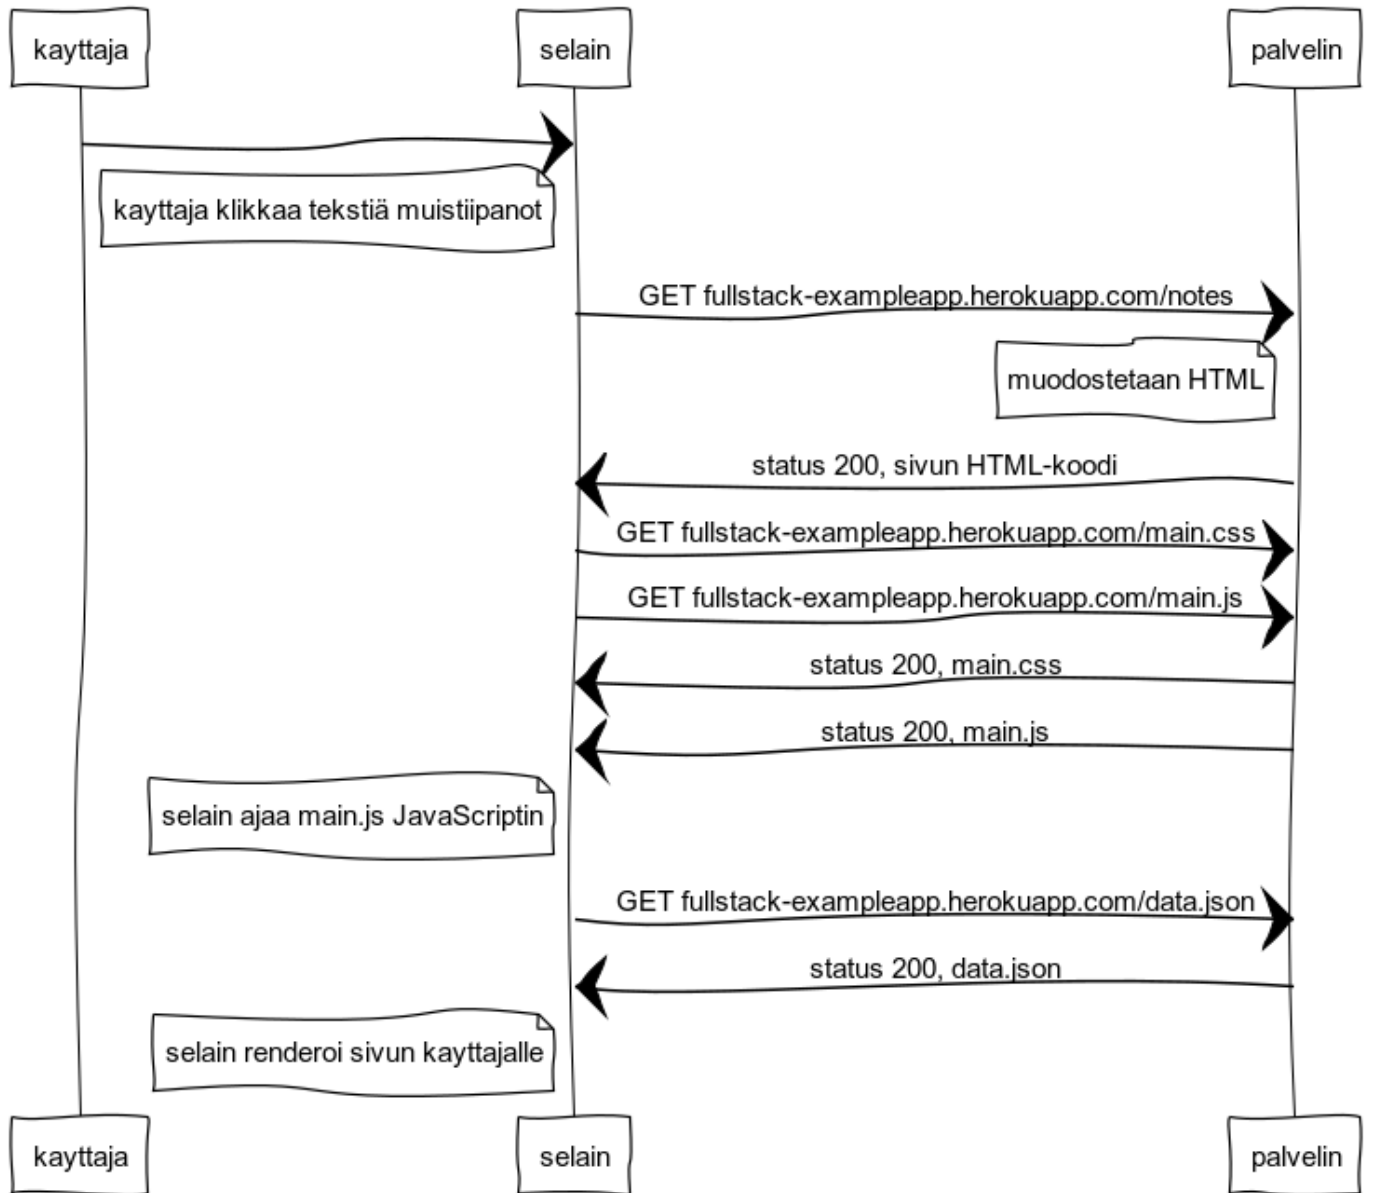 kayttaja
selain
palvelin
kayttaja klikkaa tekstiä muistiipanot
GET fullstack-exampleapp.herokuapp.com/notes
muodostetaan HTML
status 200, sivun HTML-koodi
GET fullstack-exampleapp.herokuapp.com/main.css
GET fullstack-exampleapp.herokuapp.com/main.js
status 200, main.css
status 200, main.js
selain ajaa main.js JavaScriptin
GET fullstack-exampleapp.herokuapp.com/data.json
status 200, data.json
selain renderoi sivun kayttajalle
kayttaja
selain
palvelin